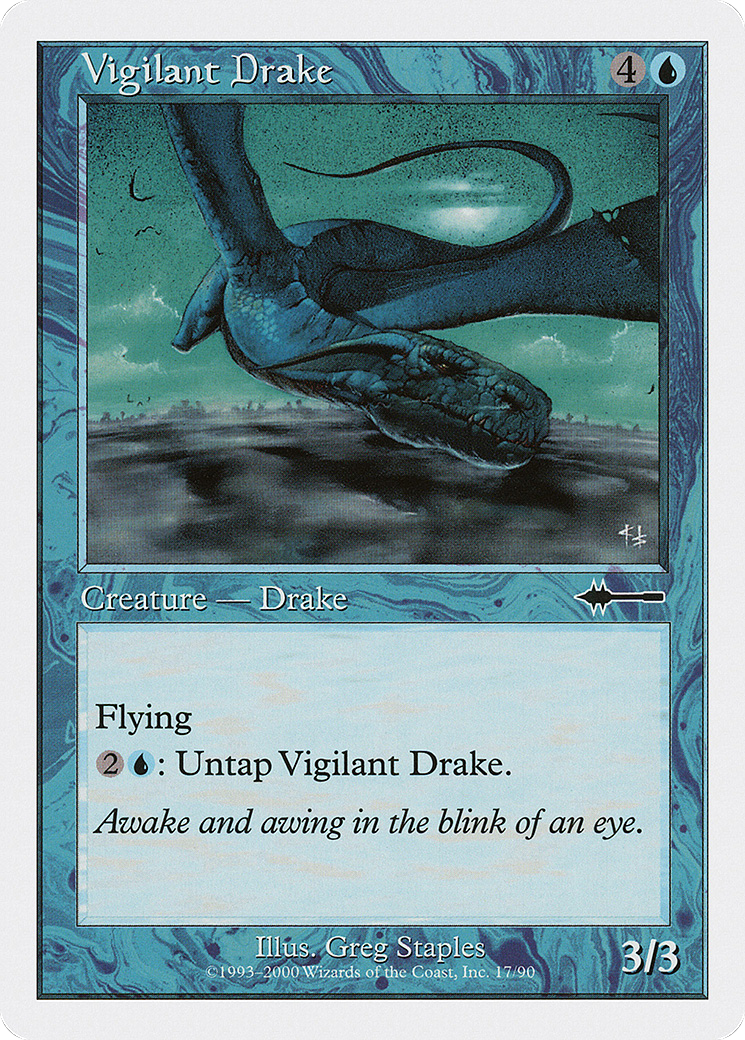 Vigilant Drake 4
Creature — Drake
Flying
2 : Untap Vigilant Drake.
Awake and awing in the blink of an eye.
Illus. Greg Staples
©1993–2000 Wizards of the Coast, Inc. 17/90
3/3